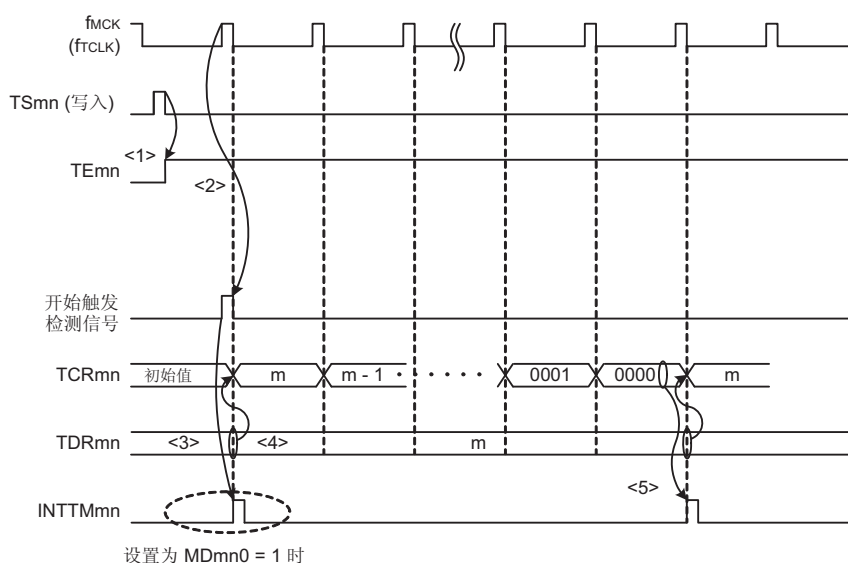 fMCK
(fTCLK)
TSmn (写入)
<1>
TEmn
<2>
开始触发
检测信号
TCRmn 初始值 m m - 1 · · · · · · 0001 0000 m
TDRmn <3> <4> m
<5>
INTTMmn
设置为 MDmn0 = 1 时